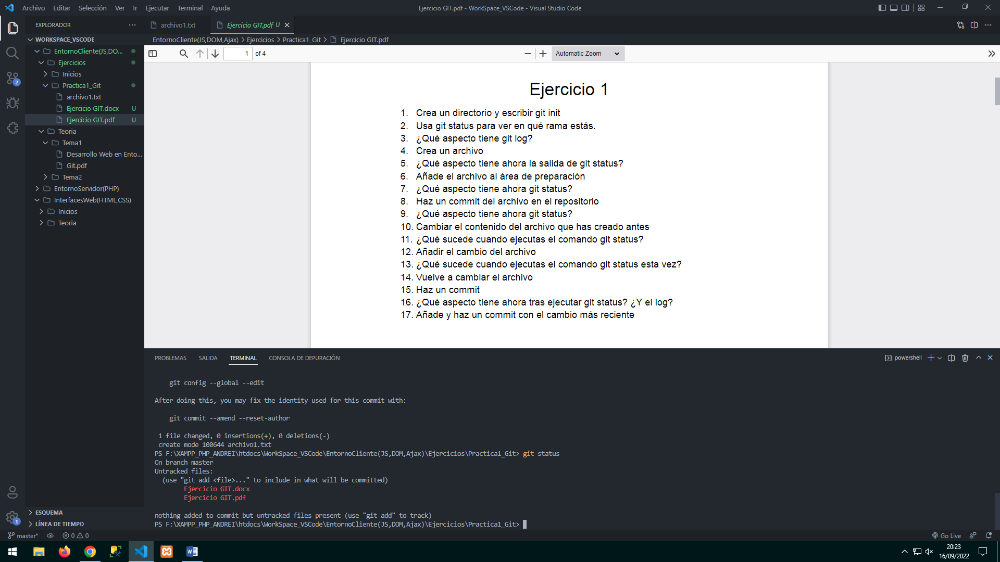 Archivo Editar Selección Ver Ir Ejecutar Terminal Ayuda
Ejercicio GIT.pdf - WorkSpace_VSCode - Visual Studio Code
EXPLORADOR
archivo1.txt
Ejercicio GIT.pdf U
WORKSPACE_VSCODE
EntornoCliente(JS,DO...
Ejercicios
Inicios
Practica1_Git
archivo1.txt
Ejercicio GIT.docx U
Ejercicio GIT.pdf U
Teoria
Tema1
Desarrollo Web en Ento...
Git.pdf
Tema2
EntornoServidor(PHP)
InterfacesWeb(HTML,CSS)
Inicios
Teoria
ESQUEMA
LÍNEA DE TIEMPO
2
1
EntornoCliente(JS,DOM,Ajax) > Ejercicios > Practica1_Git > Ejercicio GIT.pdf
1 of 4
Automatic Zoom
Ejercicio 1
1. Crea un directorio y escribir git init
2. Usa git status para ver en qué rama estás.
3. ¿Qué aspecto tiene git log?
4. Crea un archivo
5. ¿Qué aspecto tiene ahora la salida de git status?
6. Añade el archivo al área de preparación
7. ¿Qué aspecto tiene ahora git status?
8. Haz un commit del archivo en el repositorio
9. ¿Qué aspecto tiene ahora git status?
10. Cambiar el contenido del archivo que has creado antes
11. ¿Qué sucede cuando ejecutas el comando git status?
12. Añadir el cambio del archivo
13. ¿Qué sucede cuando ejecutas el comando git status esta vez?
14. Vuelve a cambiar el archivo
15. Haz un commit
16. ¿Qué aspecto tiene ahora tras ejecutar git status? ¿Y el log?
17. Añade y haz un commit con el cambio más reciente
PROBLEMAS SALIDA TERMINAL CONSOLA DE DEPURACIÓN
powershell
git config --global --edit
After doing this, you may fix the identity used for this commit with:
git commit --amend --reset-author
1 file changed, 0 insertions(+), 0 deletions(-)
create mode 100644 archivo1.txt
PS F:\XAMPP_PHP_ANDREI\htdocs\WorkSpace_VSCode\EntornoCliente(JS,DOM,Ajax)\Ejercicios\Practica1_Git> git status
On branch master
Untracked files:
(use "git add <file>..." to include in what will be committed)
Ejercicio GIT.docx
Ejercicio GIT.pdf
nothing added to commit but untracked files present (use "git add" to track)
PS F:\XAMPP_PHP_ANDREI\htdocs\WorkSpace_VSCode\EntornoCliente(JS,DOM,Ajax)\Ejercicios\Practica1_Git>
master* 0 0
Go Live
20:23
16/09/2022